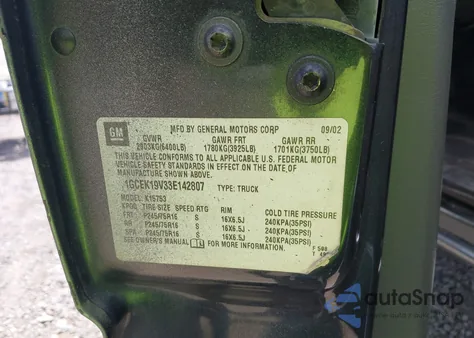 GM
MFD BY GENERAL MOTORS CORP 09/02
GVWR GAWR FRT GAWR RR
2903KG(6400LB) 1780KG(3925LB) 1701KG(3750LB)
THIS VEHICLE CONFORMS TO ALL APPLICABLE U.S. FEDERAL MOTOR
VEHICLE SAFETY STANDARDS IN EFFECT ON THE DATE OF
MANUFACTURE SHOWN ABOVE.
1GCEK19V33E142807 TYPE: TRUCK
MODEL: K15753
TIRE SIZE SPEED RTG RIM COLD TIRE PRESSURE
FRT P245/75R16 S 16X6.5J 240KPA(35PSI)
RR P245/75R16 S 16X6.5J 240KPA(35PSI)
SPA P245/75R16 S 16X6.5J 240KPA(35PSI)
SEE OWNER'S MANUAL FOR MORE INFORMATION.
autoSnap